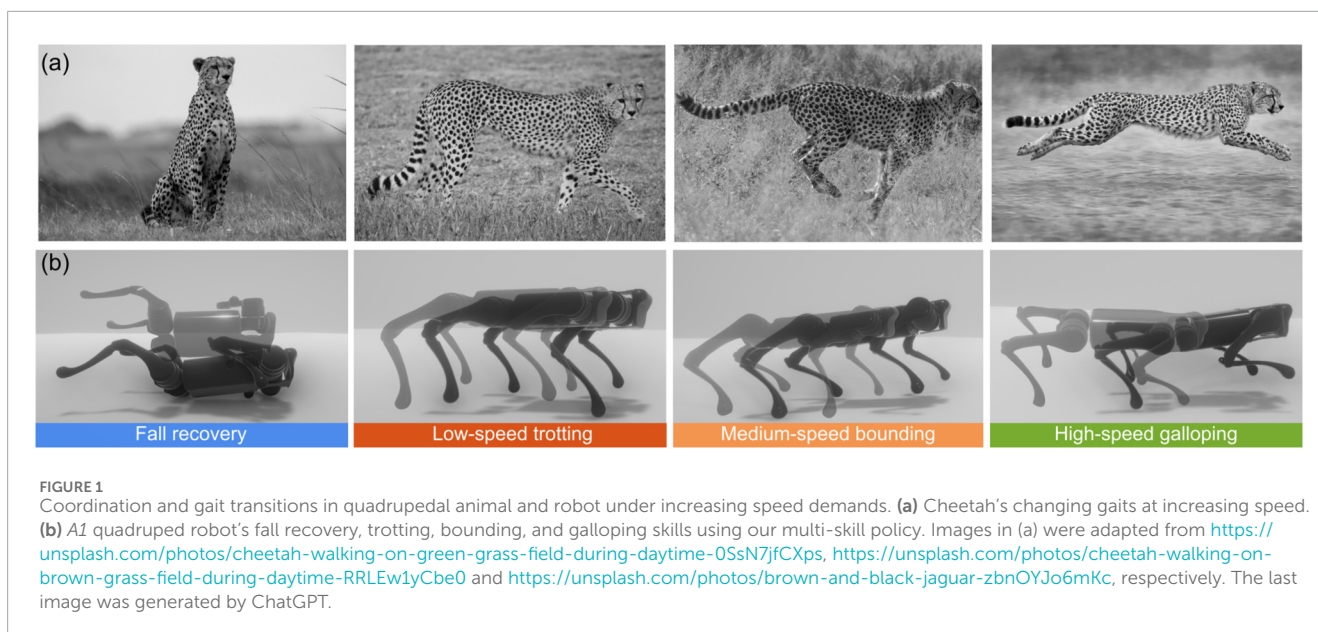 (a)
(b)
Fall recovery
Low-speed trotting
Medium-speed bounding
High-speed galloping
FIGURE 1
Coordination and gait transitions in quadrupedal animal and robot under increasing speed demands. (a) Cheetah's changing gaits at increasing speed.
(b) A1 quadruped robot's fall recovery, trotting, bounding, and galloping skills using our multi-skill policy. Images in (a) were adapted from https://
unsplash.com/photos/cheetah-walking-on-green-grass-field-during-daytime-0SsN7jfCXps, https://unsplash.com/photos/cheetah-walking-on-
brown-grass-field-during-daytime-RRLEw1yCbe0 and https://unsplash.com/photos/brown-and-black-jaguar-zbnOYJo6mKc, respectively. The last
image was generated by ChatGPT.